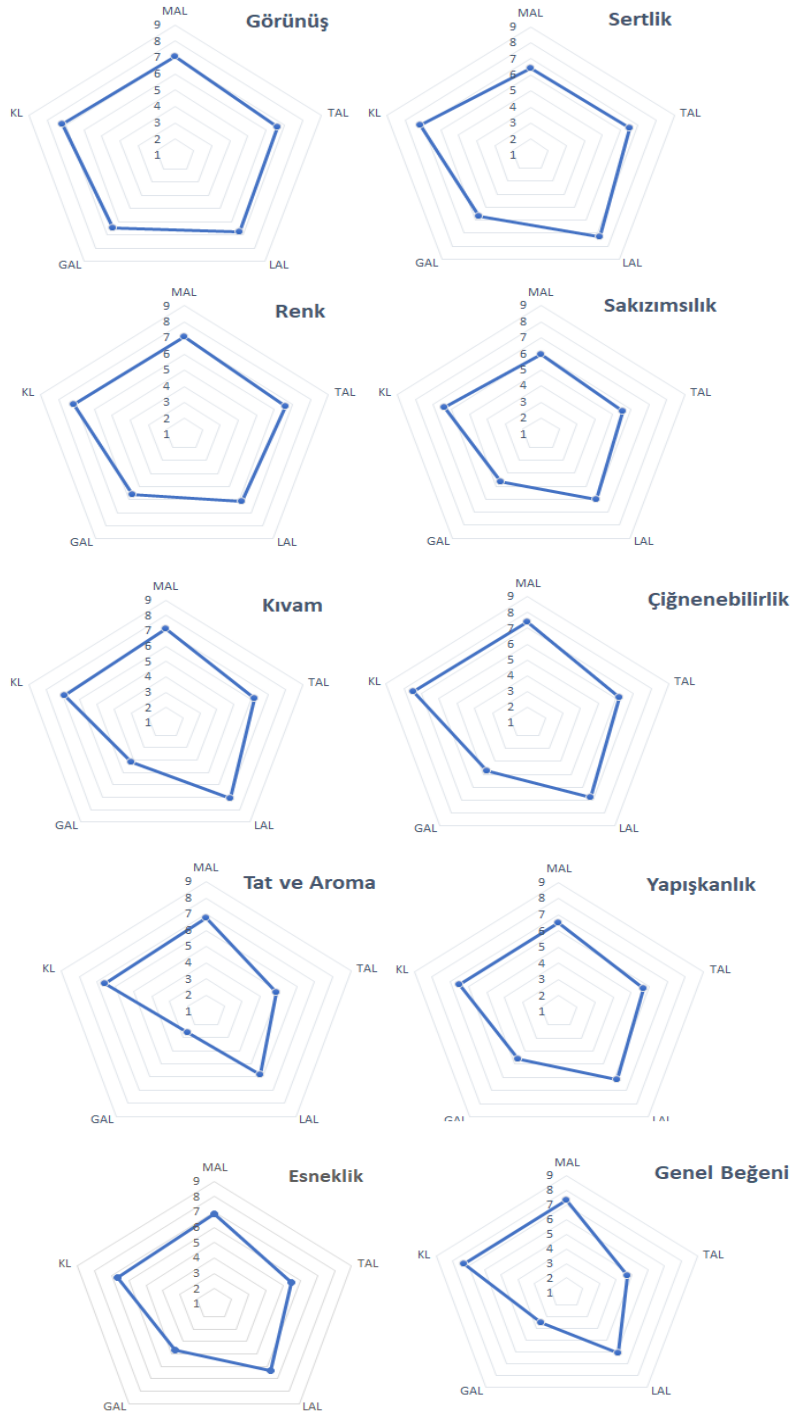 MAL
Görünüş
9
8
7
6
5
4
3
2
1
KL
TAL
GAL
LAL
MAL
Sertlik
9
8
7
6
5
4
3
2
1
KL
TAL
GAL
LAL
MAL
Renk
9
8
7
6
5
4
3
2
1
KL
TAL
GAL
LAL
MAL
Sakızımsılık
9
8
7
6
5
4
3
2
1
KL
TAL
GAL
LAL
MAL
Kıvam
9
8
7
6
5
4
3
2
1
KL
TAL
GAL
LAL
MAL
Çiğnenebilirlik
9
8
7
6
5
4
3
2
1
KL
TAL
GAL
LAL
MAL
Tat ve Aroma
9
8
7
6
5
4
3
2
1
KL
TAL
GAL
LAL
MAL
Yapışkanlık
9
8
7
6
5
4
3
2
1
KL
TAL
GAL
LAL
MAL
Esneklik
9
8
7
6
5
4
3
2
1
KL
TAL
GAL
LAL
MAL
Genel Beğeni
9
8
7
6
5
4
3
2
1
KL
TAL
GAL
LAL